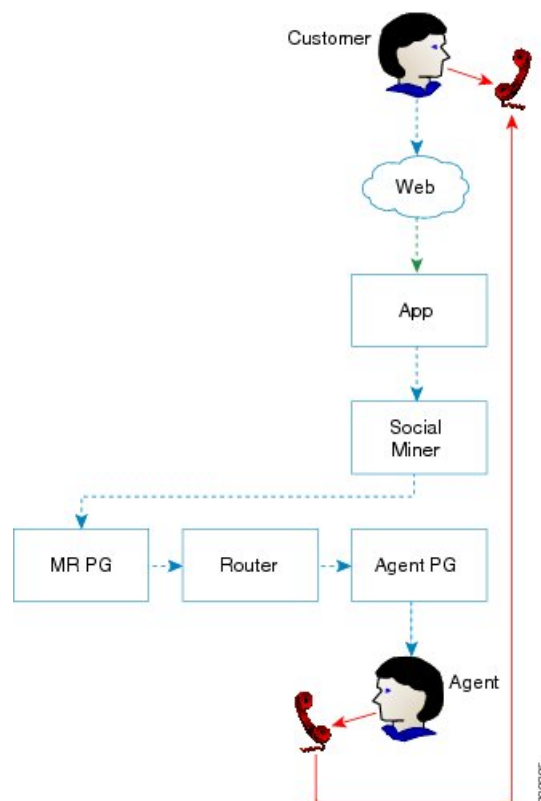 Customer
Web
App
Social
Miner
MR PG
Router
Agent PG
Agent